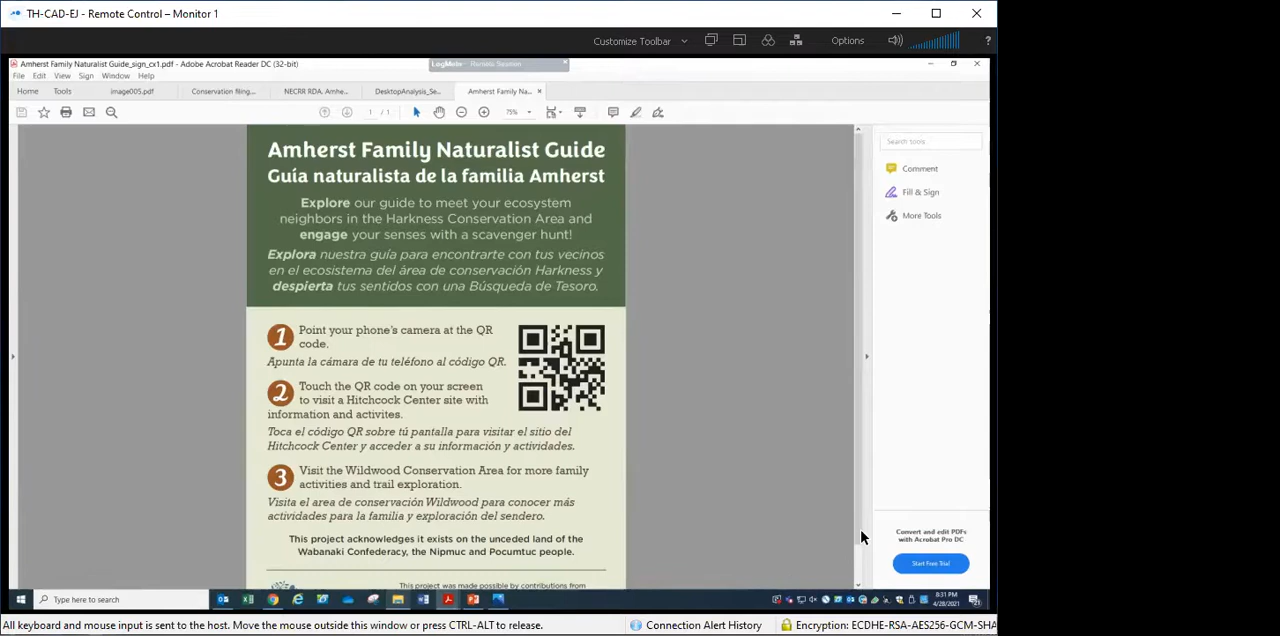 TH-CAD-EJ - Remote Control – Monitor 1
Customize Toolbar
Options
?
Amherst Family Naturalist Guide_sign_cx1.pdf - Adobe Acrobat Reader DC (32-bit)
LogMeIn - Remote Session
File Edit View Sign Window Help
Home Tools image005.pdf Conservation filing... NECRR RDA. Amhe... DesktopAnalysis_Se... Amherst Family Na... ×
1 / 1 75%
Amherst Family Naturalist Guide
Guía naturalista de la familia Amherst
Explore our guide to meet your ecosystem
neighbors in the Harkness Conservation Area and
engage your senses with a scavenger hunt!
Explora nuestra guía para encontrarte con tus vecinos
en el ecosistema del área de conservación Harkness y
despierta tus sentidos con una Búsqueda de Tesoro.
1 Point your phone's camera at the QR
code.
Apunta la cámara de tu teléfono al código QR.
2 Touch the QR code on your screen
to visit a Hitchcock Center site with
information and activites.
Toca el código QR sobre tú pantalla para visitar el sitio del
Hitchcock Center y acceder a su información y actividades.
3 Visit the Wildwood Conservation Area for more family
activities and trail exploration.
Visita el area de conservación Wildwood para conocer más
actividades para la familia y exploración del sendero.
This project acknowledges it exists on the unceded land of the
Wabanaki Confederacy, the Nipmuc and Pocumtuc people.
This project was made possible by contributions from
Search tools
Comment
Fill & Sign
More Tools
Convert and edit PDFs
with Acrobat Pro DC
Start Free Trial
Type here to search
8:31 PM
4/28/2021
All keyboard and mouse input is sent to the host. Move the mouse outside this window or press CTRL-ALT to release.
Connection Alert History
Encryption: ECDHE-RSA-AES256-GCM-SHA